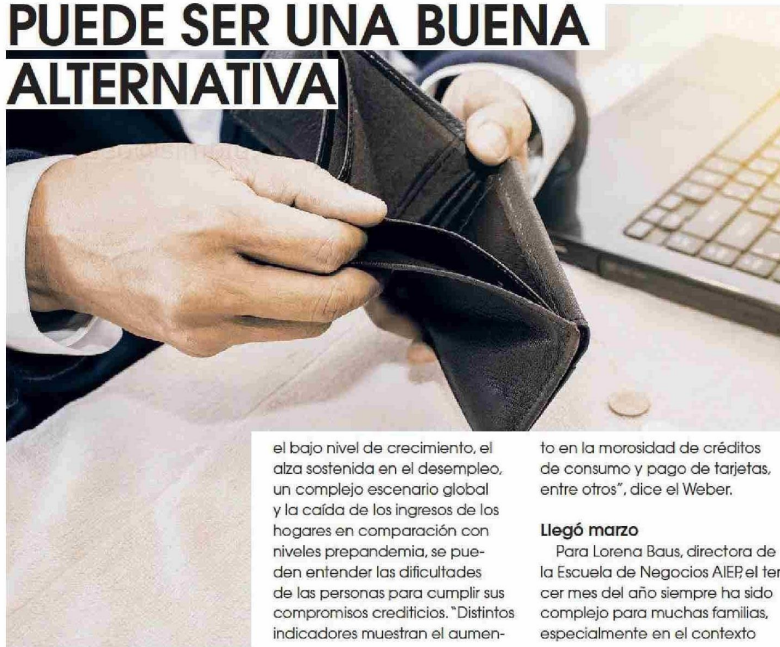 PUEDE SER UNA BUENA
ALTERNATIVA
el bajo nivel de crecimiento, el
alza sostenida en el desempleo,
un complejo escenario global
y la caída de los ingresos de los
hogares en comparación con
niveles prepandemia, se pue-
den entender las dificultades
de las personas para cumplir sus
compromisos crediticios. “Distintos
indicadores muestran el aumen-
to en la morosidad de créditos
de consumo y pago de tarjetas,
entre otros”, dice el Weber.
Llegó marzo
Para Lorena Baus, directora de
la Escuela de Negocios AIEP, el ter
cer mes del año siempre ha sido
complejo para muchas familias,
especialmente en el contexto